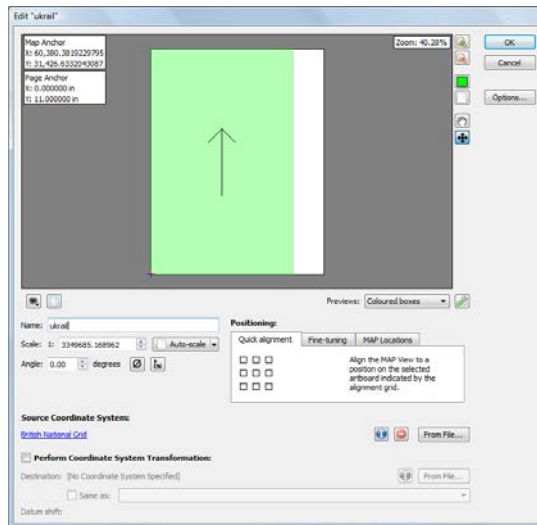 Edit "ukrail"
Map Anchor
X: 60,380.3819229795
Y: 31,426.6332043087
Page Anchor
X: 0.000000 in
Y: 11.000000 in
Zoom: 40.28%
OK
Cancel
Options...
Previews: Coloured boxes
Name: ukrail
Scale: 1: 3349685.168962 Auto-scale
Angle: 0.00 degrees
Positioning:
Quick alignment Fine-tuning MAP Locations
Align the MAP View to a
position on the selected
artboard indicated by the
alignment grid.
Source Coordinate System:
British National Grid
From File...
Perform Coordinate System Transformation:
Destination: [No Coordinate System Specified] From File...
Same as:
Datum shift: